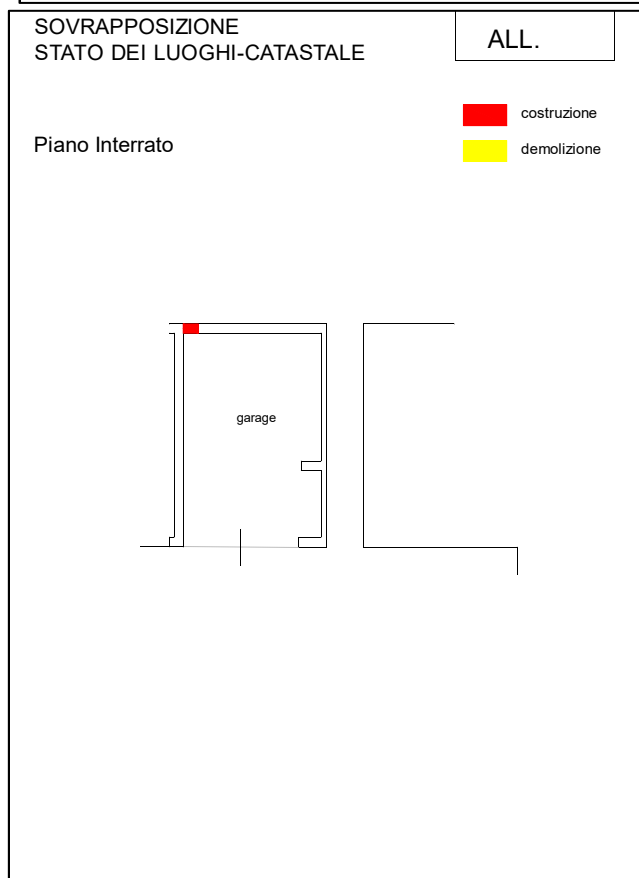 SOVRAPPOSIZIONE
STATO DEI LUOGHI-CATASTALE
ALL.
costruzione
Piano Interrato
demolizione
garage